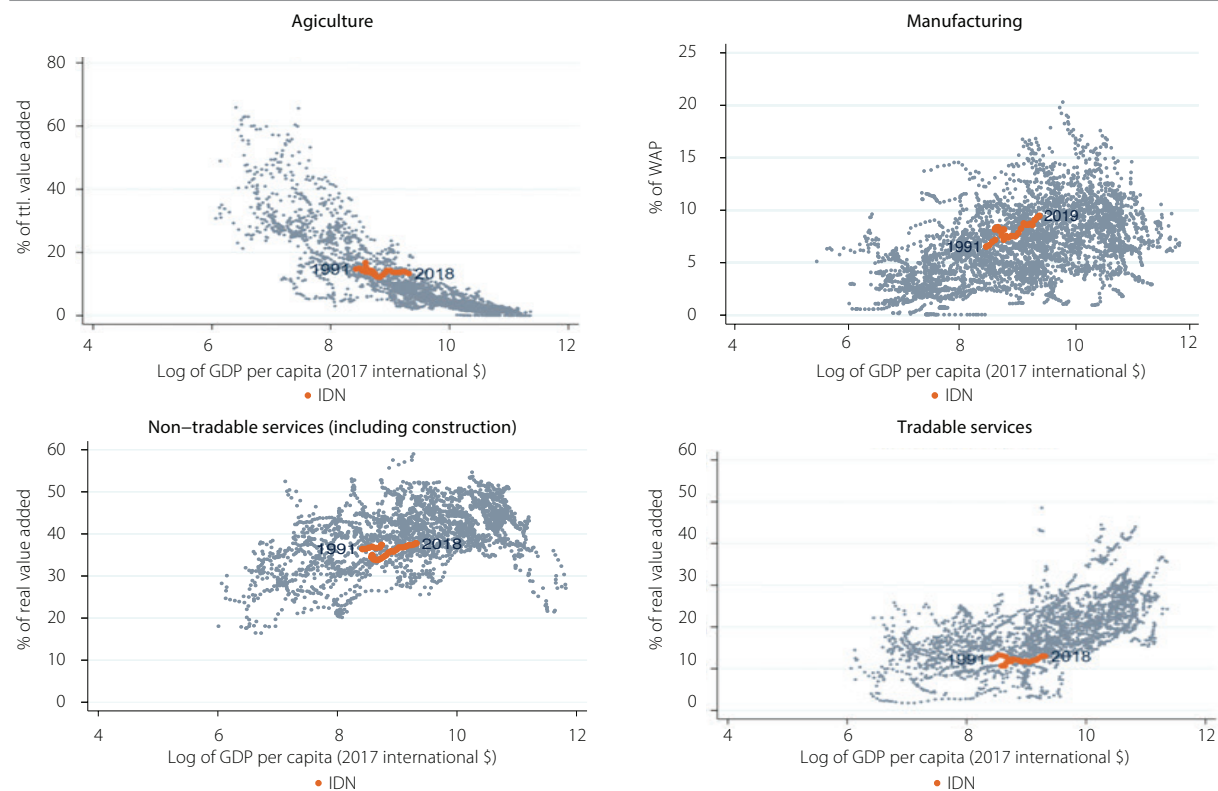 Agiculture
80
60
40
20
0
% of ttl. value added
1991
2018
4 6 8 10 12
Log of GDP per capita (2017 international $)
IDN
Manufacturing
25
20
15
10
5
0
% of WAP
1991
2019
4 6 8 10 12
Log of GDP per capita (2017 international $)
IDN
Non–tradable services (including construction)
60
50
40
30
20
10
0
% of real value added
1991
2018
4 6 8 10 12
Log of GDP per capita (2017 international $)
IDN
Tradable services
60
50
40
30
20
10
0
% of real value added
1991
2018
4 6 8 10 12
Log of GDP per capita (2017 international $)
IDN